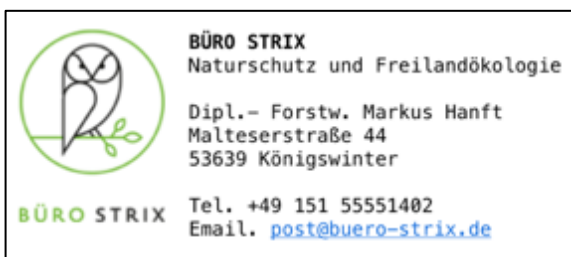 BÜRO STRIX
Naturschutz und Freilandökologie
Dipl.- Forstw. Markus Hanft
Malteserstraße 44
53639 Königswinter
BÜRO STRIX
Tel. +49 151 55551402
Email. post@buero-strix.de